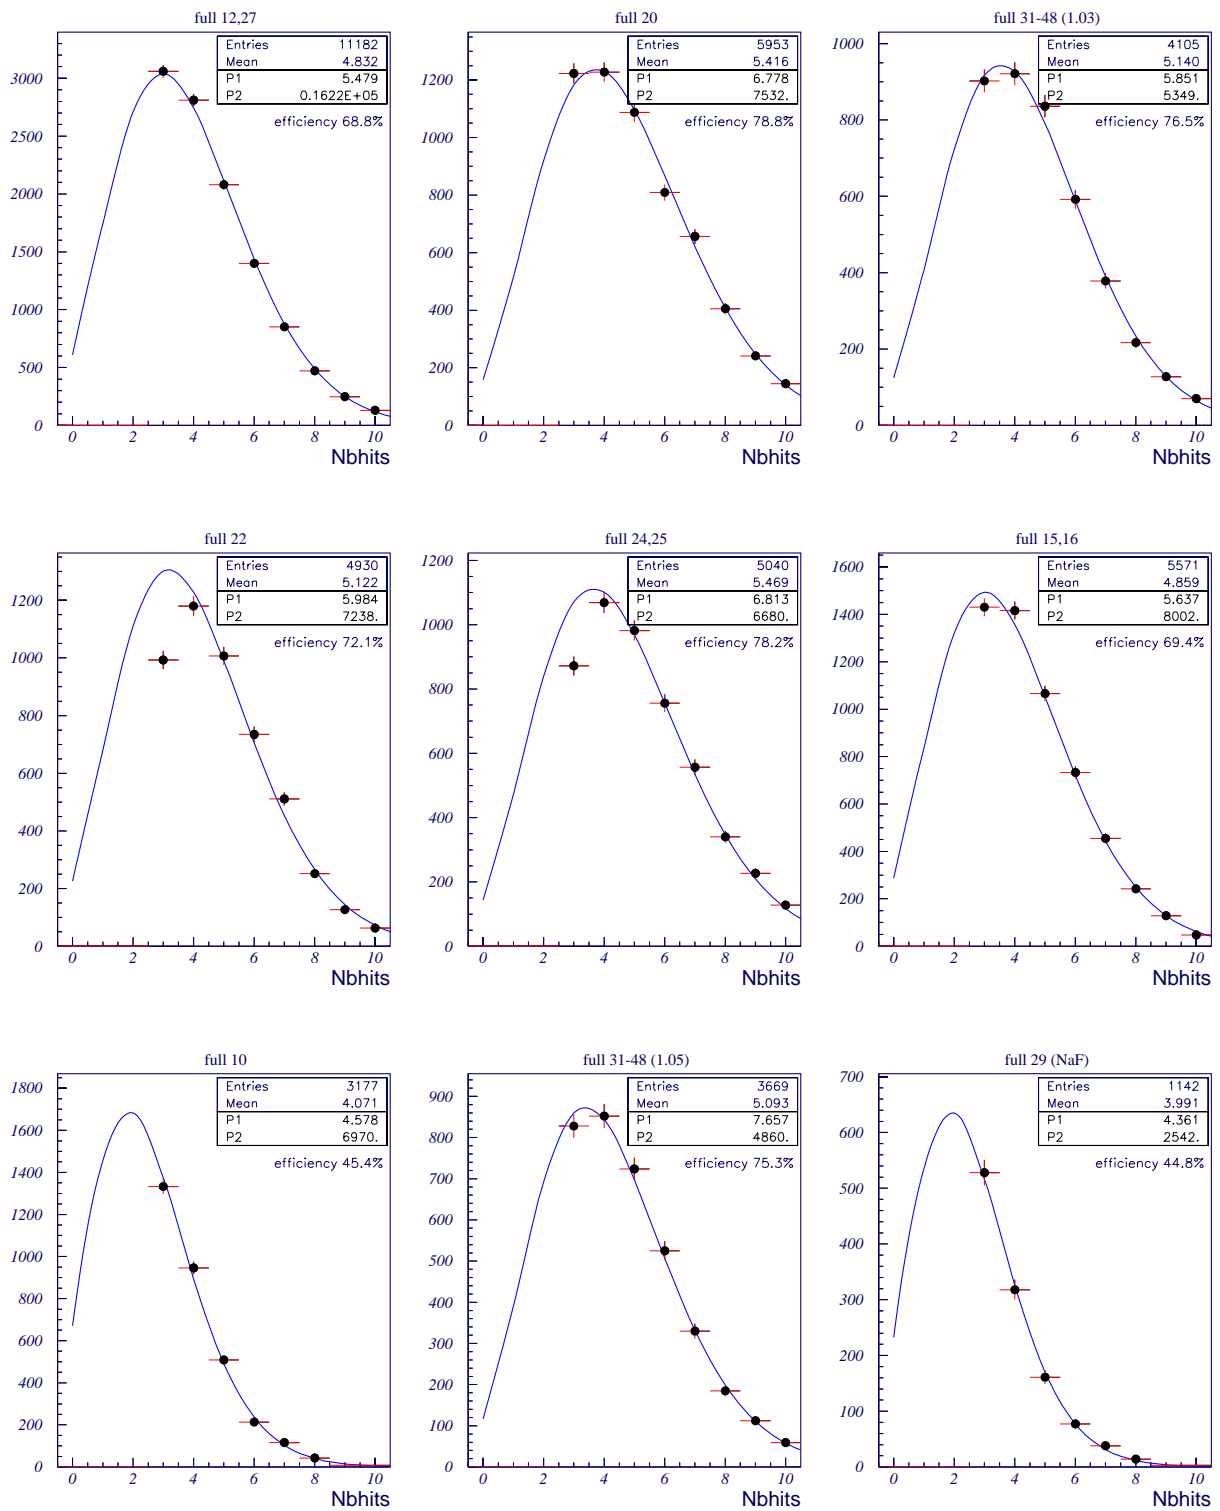 full 12,27
Entries 11182
Mean 4.832
P1 5.479
P2 0.1622E+05
efficiency 68.8%
3000
2500
2000
1500
1000
500
0
0 2 4 6 8 10
Nbhits
full 20
Entries 5953
Mean 5.416
P1 6.778
P2 7532.
efficiency 78.8%
1200
1000
800
600
400
200
0
0 2 4 6 8 10
Nbhits
full 31-48 (1.03)
Entries 4105
Mean 5.140
P1 5.851
P2 5349.
efficiency 76.5%
1000
800
600
400
200
0
0 2 4 6 8 10
Nbhits
full 22
Entries 4930
Mean 5.122
P1 5.984
P2 7238.
efficiency 72.1%
1200
1000
800
600
400
200
0
0 2 4 6 8 10
Nbhits
full 24,25
Entries 5040
Mean 5.469
P1 6.813
P2 6680.
efficiency 78.2%
1200
1000
800
600
400
200
0
0 2 4 6 8 10
Nbhits
full 15,16
Entries 5571
Mean 4.859
P1 5.637
P2 8002.
efficiency 69.4%
1600
1400
1200
1000
800
600
400
200
0
0 2 4 6 8 10
Nbhits
full 10
Entries 3177
Mean 4.071
P1 4.578
P2 6970.
efficiency 45.4%
1800
1600
1400
1200
1000
800
600
400
200
0
0 2 4 6 8 10
Nbhits
full 31-48 (1.05)
Entries 3669
Mean 5.093
P1 7.657
P2 4860.
efficiency 75.3%
900
800
700
600
500
400
300
200
100
0
0 2 4 6 8 10
Nbhits
full 29 (NaF)
Entries 1142
Mean 3.991
P1 4.361
P2 2542.
efficiency 44.8%
700
600
500
400
300
200
100
0
0 2 4 6 8 10
Nbhits